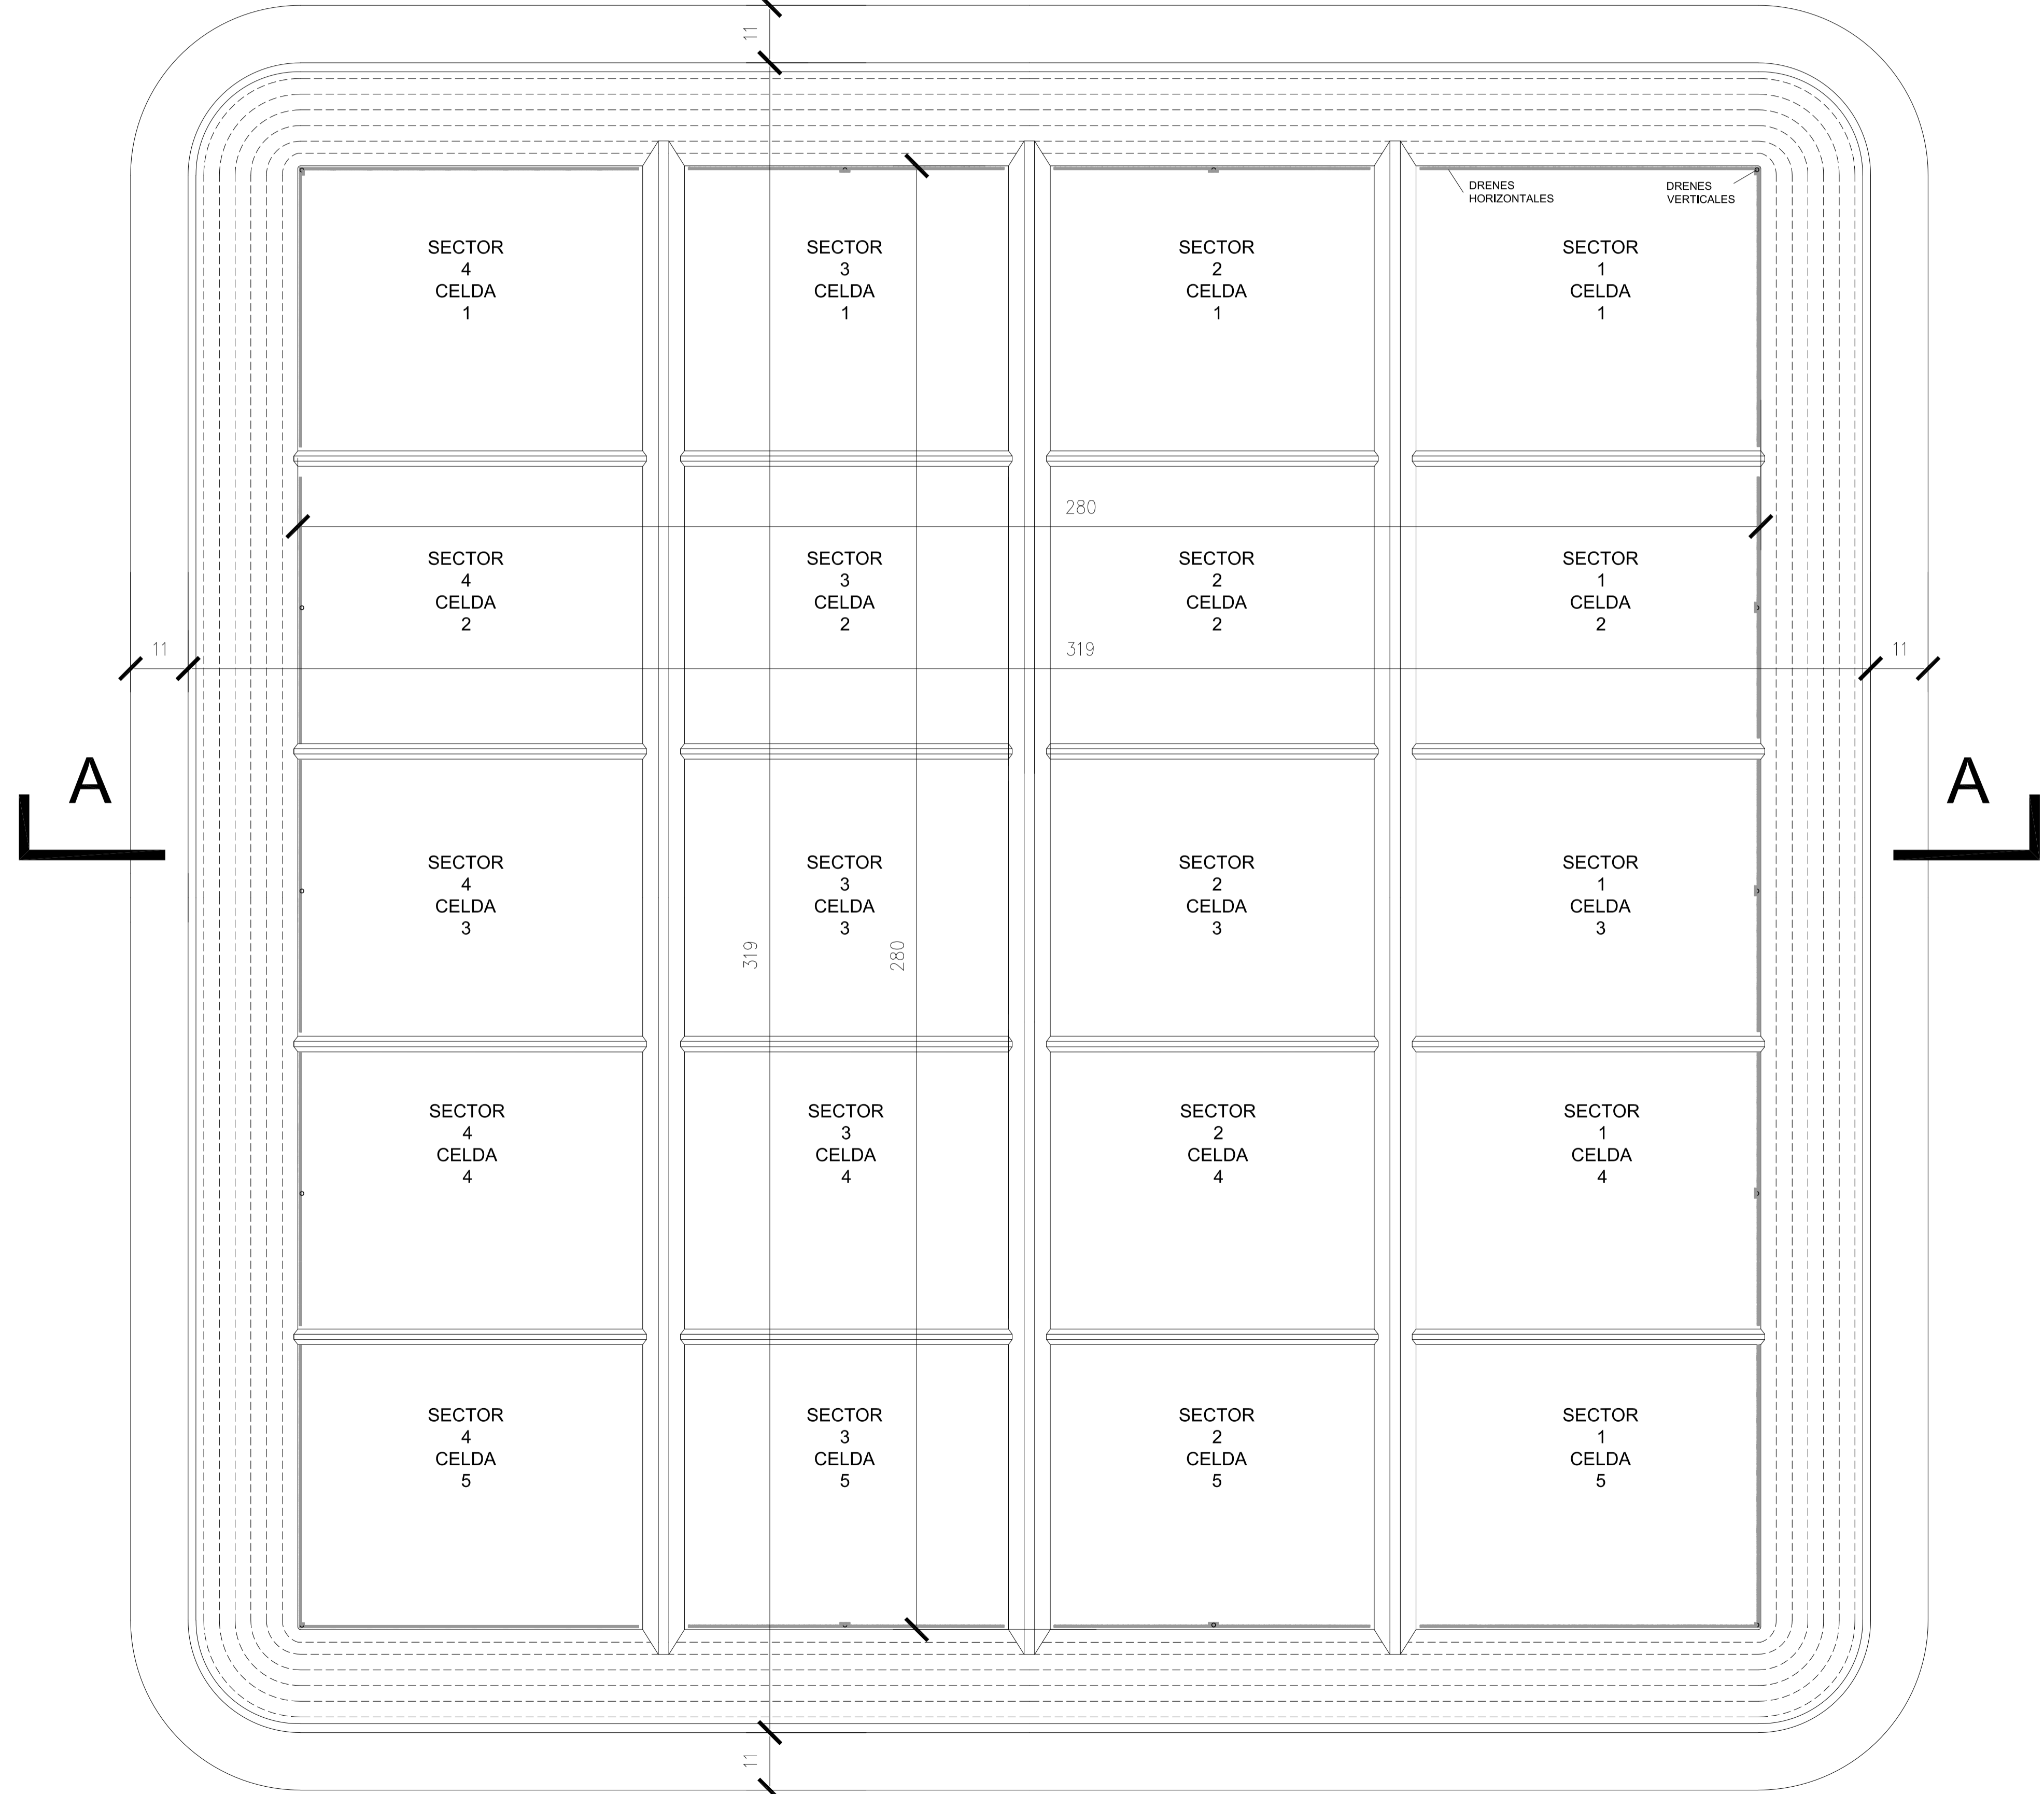 11
DRENES
HORIZONTALES
DRENES
VERTICALES
SECTOR
4
CELDA
1
SECTOR
3
CELDA
1
SECTOR
2
CELDA
1
SECTOR
1
CELDA
1
280
SECTOR
4
CELDA
2
SECTOR
3
CELDA
2
SECTOR
2
CELDA
2
SECTOR
1
CELDA
2
11
319
11
A
A
SECTOR
4
CELDA
3
SECTOR
3
CELDA
3
SECTOR
2
CELDA
3
SECTOR
1
CELDA
3
319
280
SECTOR
4
CELDA
4
SECTOR
3
CELDA
4
SECTOR
2
CELDA
4
SECTOR
1
CELDA
4
SECTOR
4
CELDA
5
SECTOR
3
CELDA
5
SECTOR
2
CELDA
5
SECTOR
1
CELDA
5
11